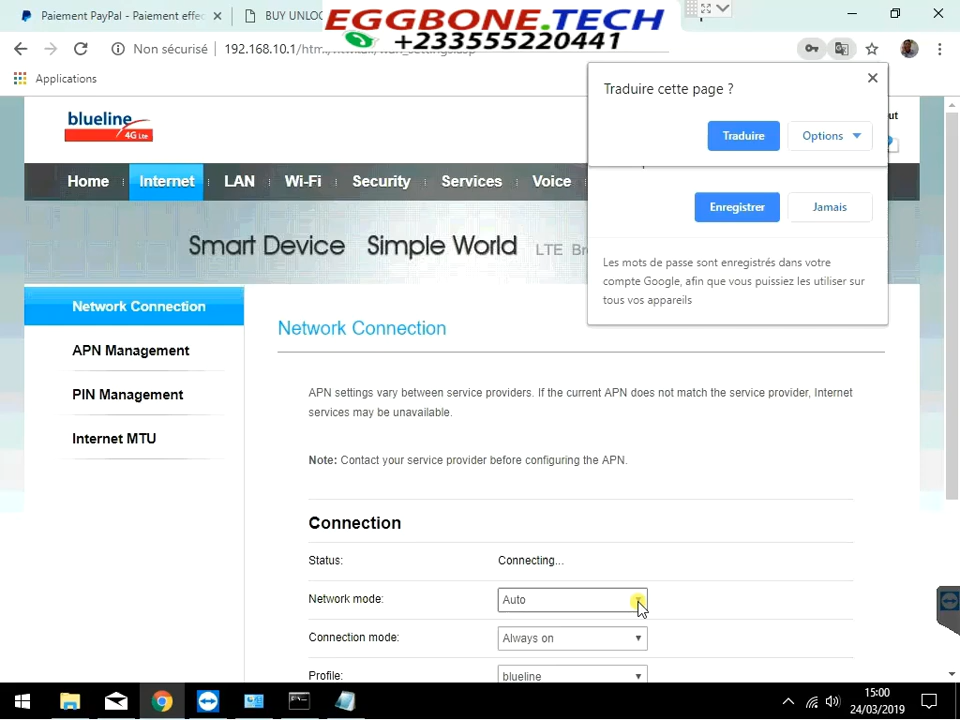 Paiement PayPal - Paiement effec
BUY UNLOC
EGGBONE.TECH
+233555220441
Non sécurisé
192.168.10.1/htm
Applications
Traduire cette page ?
Traduire
Options
Enregistrer
Jamais
Les mots de passe sont enregistrés dans votre
compte Google, afin que vous puissiez les utiliser sur
tous vos appareils
blueline
4G Lte
ut
Home
Internet
LAN
Wi-Fi
Security
Services
Voice
Smart Device Simple World LTE Br
Network Connection
APN Management
PIN Management
Internet MTU
Network Connection
APN settings vary between service providers. If the current APN does not match the service provider, Internet
services may be unavailable.
Note: Contact your service provider before configuring the APN.
Connection
Status: Connecting...
Network mode: Auto
Connection mode: Always on
Profile: blueline
15:00
24/03/2019